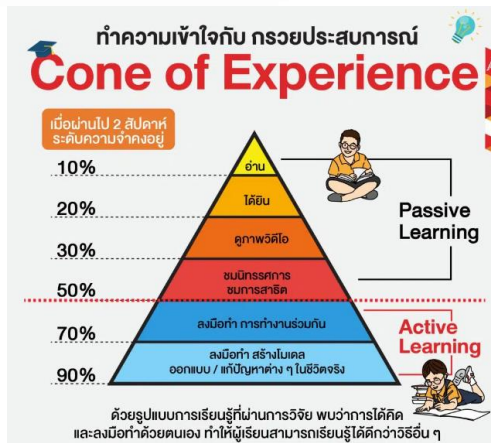 ทำความเข้าใจกับ กรวยประสบการณ์
Cone of Experience
เมื่อผ่านไป 2 สัปดาห์
ระดับความจำคงอยู่
10%
อ่าน
20%
ได้ยิน
30%
ดูภาพวิดีโอ
Passive
Learning
50%
ชมนิทรรศการ
ชมการสาธิต
70%
ลงมือทำ การทำงานร่วมกัน
Active
Learning
90%
ลงมือทำ สร้างโมเดล
ออกแบบ / แก้ปัญหาต่าง ๆ ในชีวิตจริง
ด้วยรูปแบบการเรียนรู้ที่ผ่านการวิจัย พบว่าการได้คิด
และลงมือทำด้วยตนเอง ทำให้ผู้เรียนสามารถเรียนรู้ได้ดีกว่าวิธีอื่น ๆ